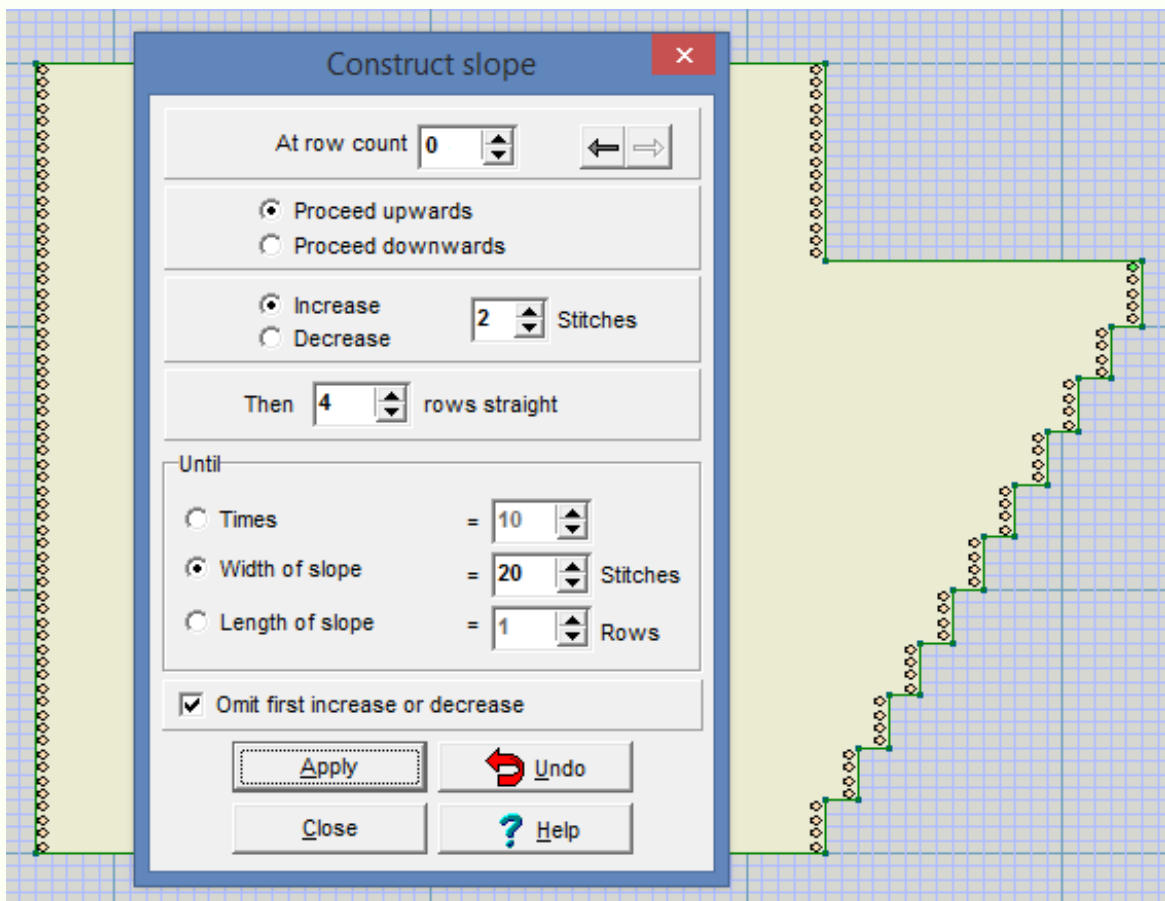 Construct slope
At row count 0
Proceed upwards
Proceed downwards
Increase
Decrease
2 Stitches
Then 4 rows straight
Until
Times = 10
Width of slope = 20 Stitches
Length of slope = 1 Rows
Omit first increase or decrease
Apply Undo
Close ? Help